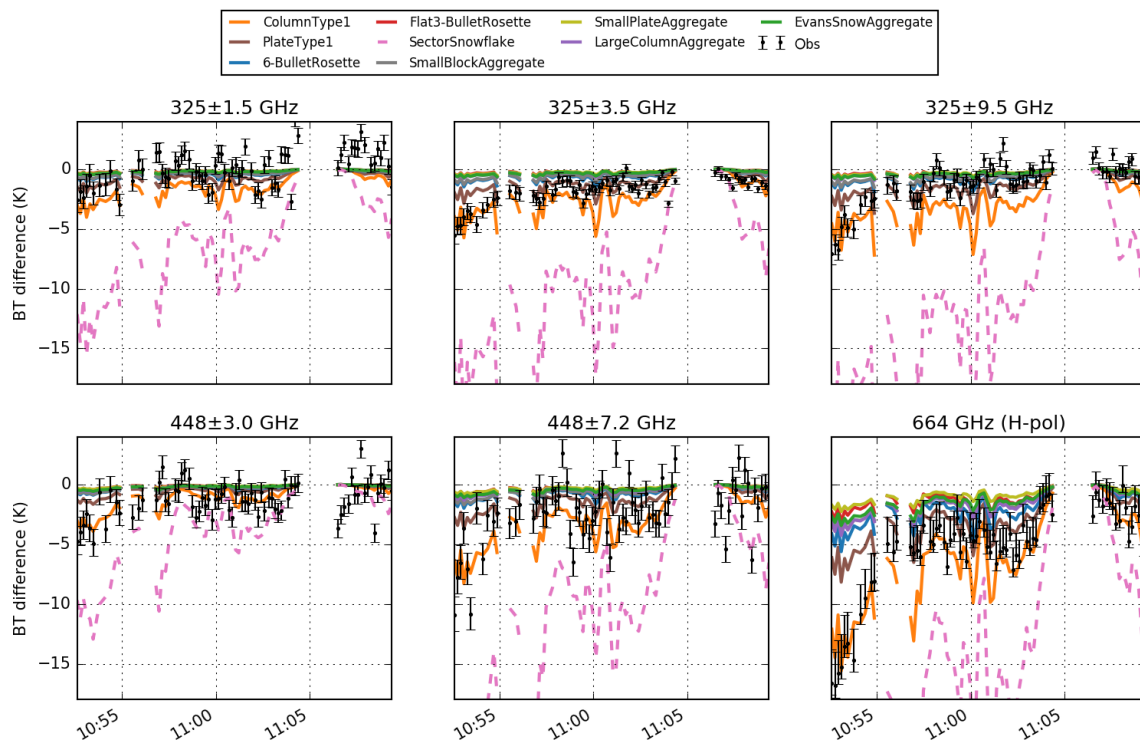 ColumnType1 Flat3-BulletRosette SmallPlateAggregate EvansSnowAggregate
PlateType1 SectorSnowflake LargeColumnAggregate Obs
6-BulletRosette SmallBlockAggregate
325±1.5 GHz 325±3.5 GHz 325±9.5 GHz
BT difference (K)
0
−5
−10
−15
448±3.0 GHz 448±7.2 GHz 664 GHz (H-pol)
BT difference (K)
0
−5
−10
−15
10:55 11:00 11:05 10:55 11:00 11:05 10:55 11:00 11:05